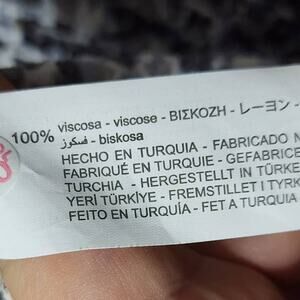 100% viscosa - viscose - ΒΙΣΚΟΖΗ - レーヨン -
فسكوز - biskosa
HECHO EN TURQUIA - FABRICADO N
FABRIQUÉ EN TURQUIE - GEFABRICE
TURCHIA - HERGESTELLT IN TÜRKE
YERİ TÜRKİYE - FREMSTILLET I TYRK
FEITO EN TURQUÍA - FET A TURQUIA